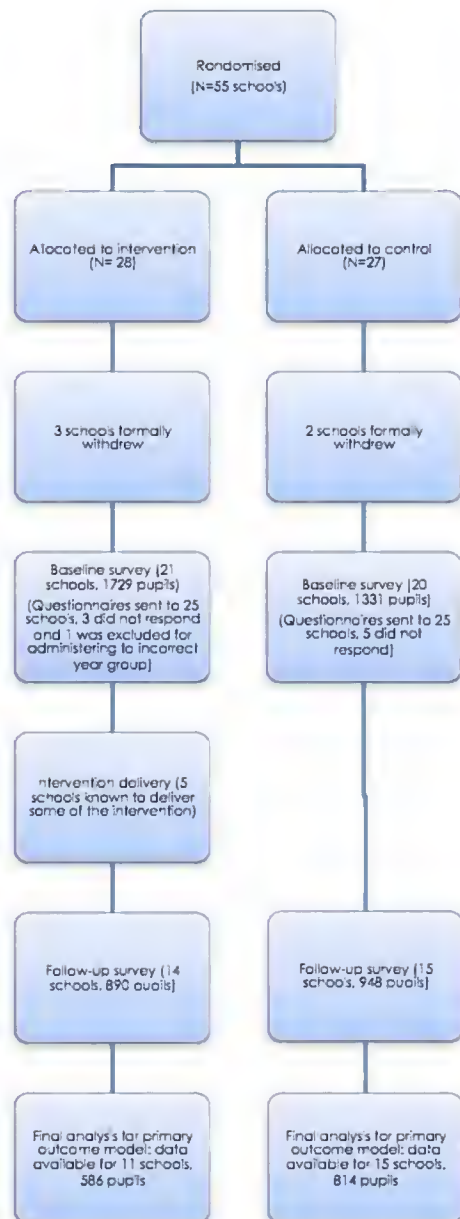 Randomised
(N=55 schools)
Allocated to intervention
(N= 28)
Allocated to control
(N=27)
3 schools formally
withdrew
2 schools formally
withdrew
Baseline survey (21
schools, 1729 pupils)
(Questionnaires sent to 25
schools, 3 did not respond
and 1 was excluded for
administering to incorrect
year group)
Baseline survey (20
schools, 1331 pupils)
(Questionnaires sent to 25
schools, 5 did not
respond)
Intervention delivery (5
schools known to deliver
some of the intervention)
Follow-up survey (14
schools, 890 pupils)
Follow-up survey (15
schools, 948 pupils)
Final analysis for primary
outcome model: data
available for 11 schools,
586 pupils
Final analysis for primary
outcome model: data
available for 15 schools,
814 pupils